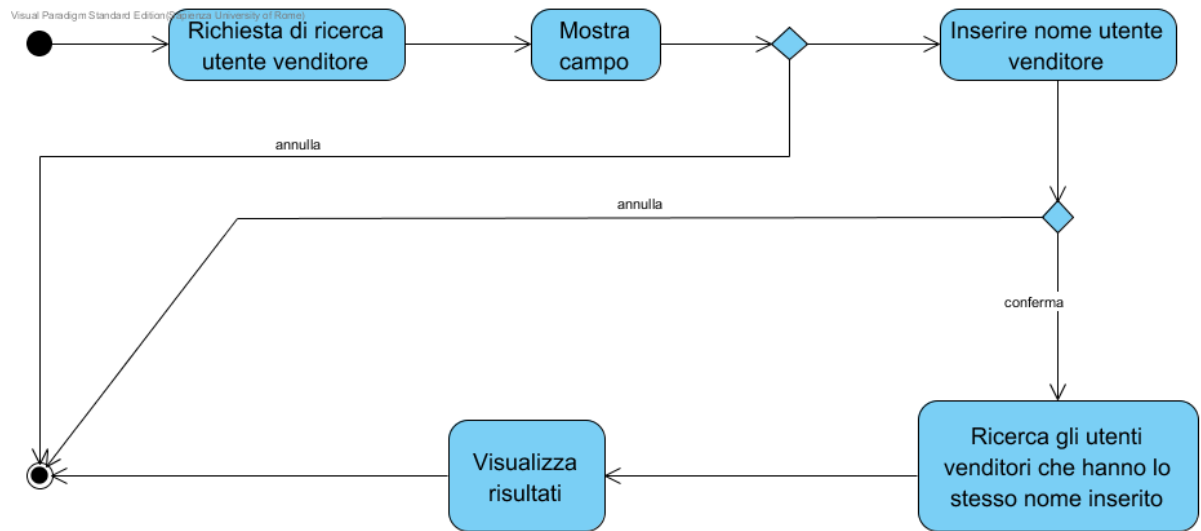 Visual Paradigm Standard Edition(Sapienza University of Rome)
Richiesta di ricerca
utente venditore
Mostra
campo
Inserire nome utente
venditore
annulla
annulla
conferma
Ricerca gli utenti
venditori che hanno lo
stesso nome inserito
Visualizza
risultati